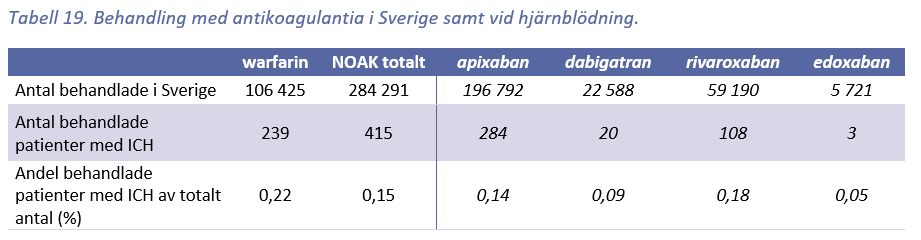 Tabell 19. Behandling med antikoagulantia i Sverige samt vid hjärnblödning.
warfarin NOAK totalt apixaban dabigatran rivaroxaban edoxaban
Antal behandlade i Sverige 106 425 284 291 196 792 22 588 59 190 5 721
Antal behandlade
patienter med ICH 239 415 284 20 108 3
Andel behandlade
patienter med ICH av totalt 0,22 0,15 0,14 0,09 0,18 0,05
antal (%)